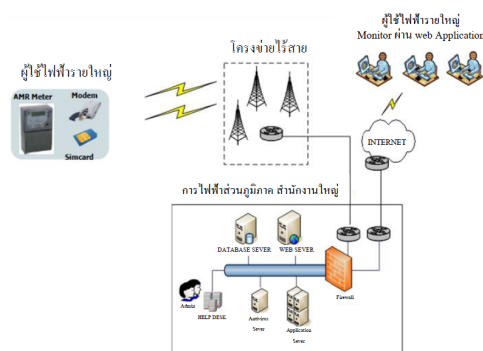 ผู้ใช้ไฟฟ้ารายใหญ่
Monitor ผ่าน web Application
โครงข่ายไร้สาย
ผู้ใช้ไฟฟ้ารายใหญ่
AMR Meter
Modem
Simcard
INTERNET
การไฟฟ้าส่วนภูมิภาค สำนักงานใหญ่
DATABASE SEVER
WEB SEVER
Firewall
Admin
HELP DESK
Antivirus
Sever
Application
Sever